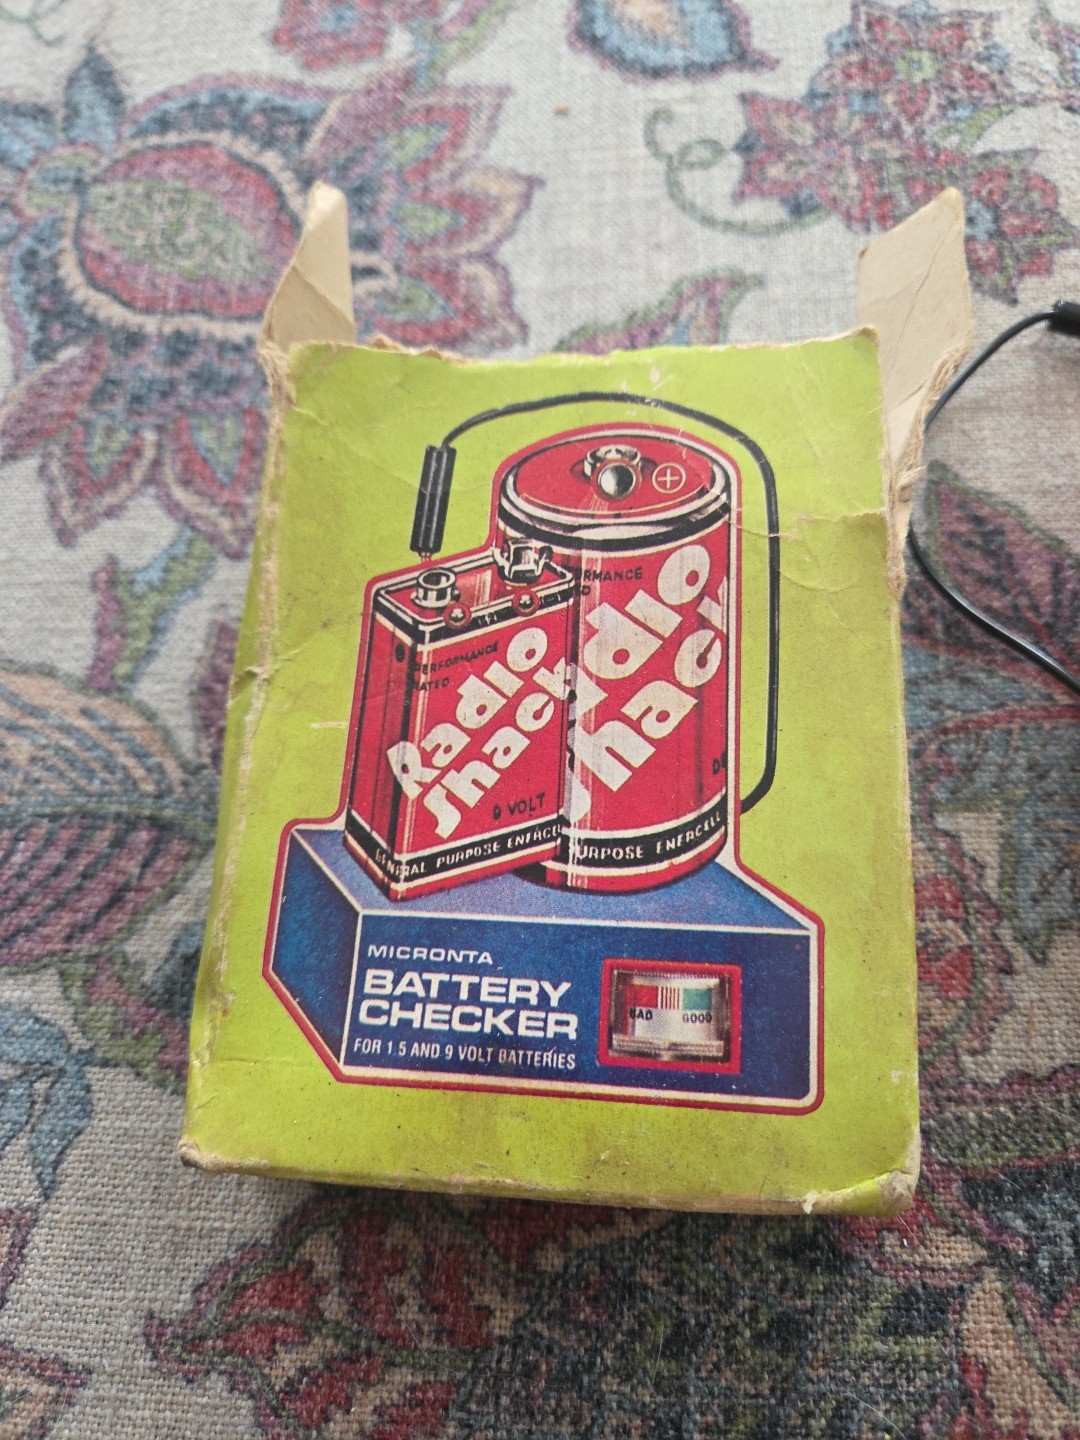 PERFORMANCE
RATED
Radio
Shack
9 VOLT
GENERAL PURPOSE ENERCELL
RMANCE
Radio
Shack
PURPOSE ENERCELL
MICRONTA
BATTERY
CHECKER
FOR 1.5 AND 9 VOLT BATTERIES
BAD GOOD